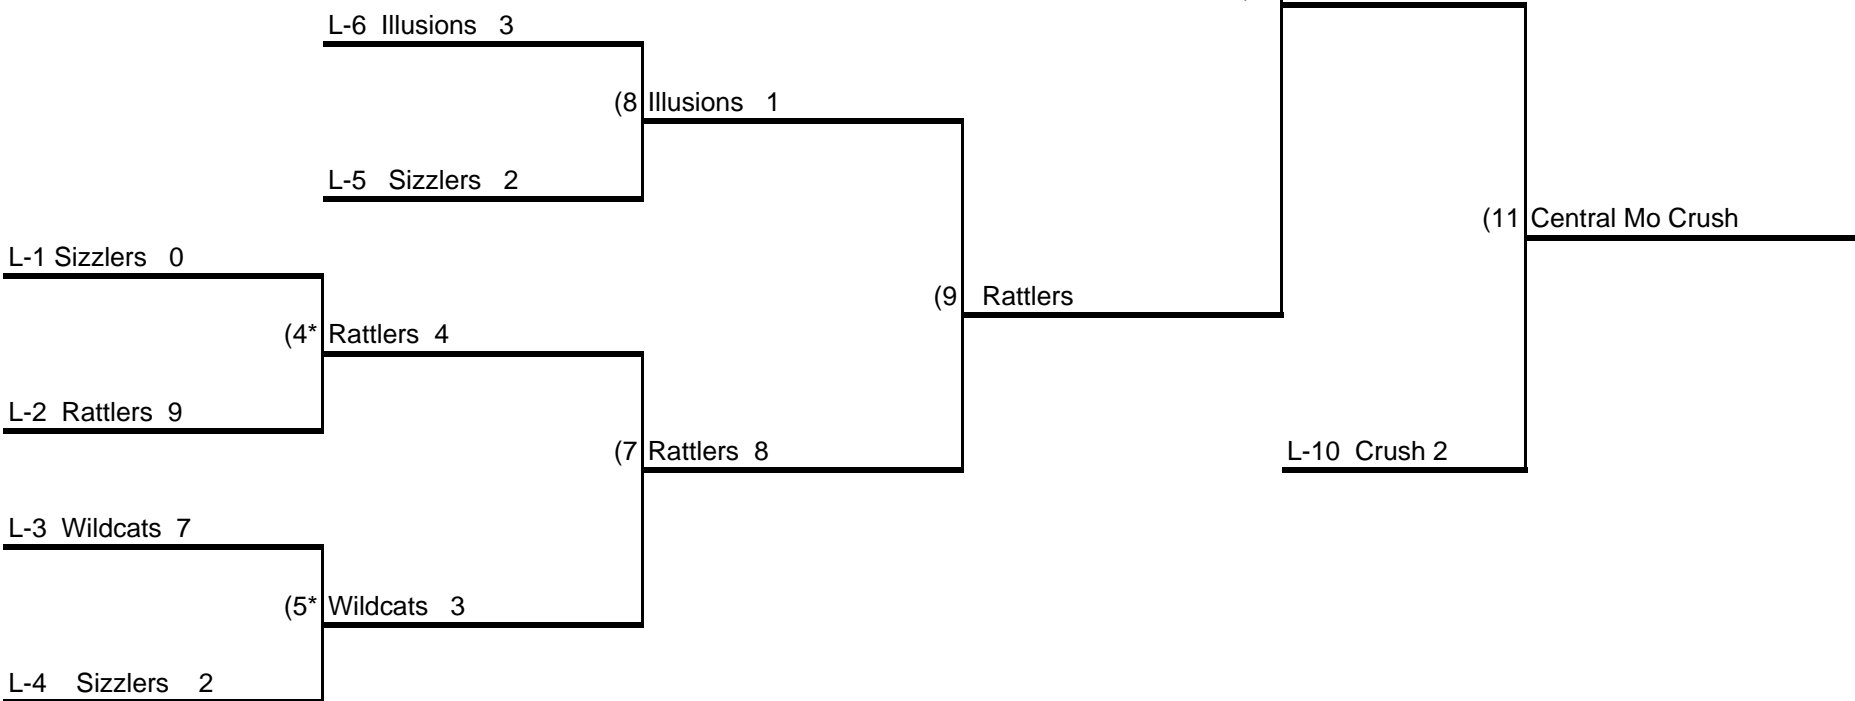 L-6 Illusions 3
(8 Illusions 1
L-5 Sizzlers 2
(11 Central Mo Crush
L-1 Sizzlers 0
(9 Rattlers
(4* Rattlers 4
L-2 Rattlers 9
(7 Rattlers 8
L-10 Crush 2
L-3 Wildcats 7
(5* Wildcats 3
L-4 Sizzlers 2